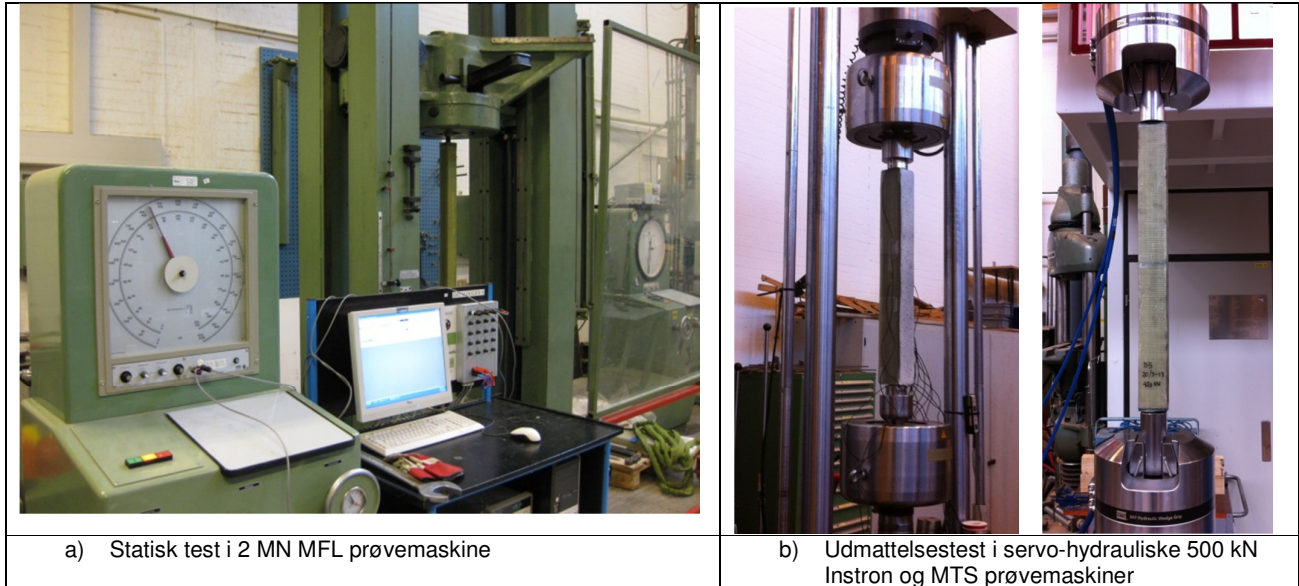 a) Statisk test i 2 MN MFL prøvemaskine
b) Udmattelsestest i servo-hydrauliske 500 kN
Instron og MTS prøvemaskiner